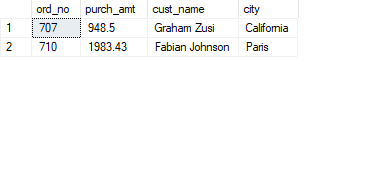 ord_no purch_amt cust_name city
1 707 948.5 Graham Zusi California
2 710 1983.43 Fabian Johnson Paris